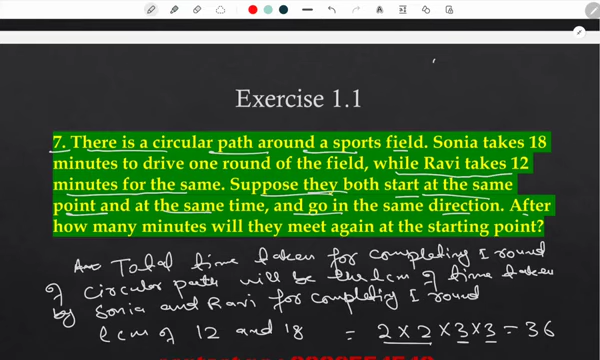 Exercise 1.1
7. There is a circular path around a sports field. Sonia takes 18
minutes to drive one round of the field, while Ravi takes 12
minutes for the same. Suppose they both start at the same
point and at the same time, and go in the same direction. After
how many minutes will they meet again at the starting point?
Ans Total time taken for completing I round
of circular path will be the LCM of time taken
by Sonia and Ravi for completing I round
LCM of 12 and 18 = 2 × 2 × 3 × 3 = 36